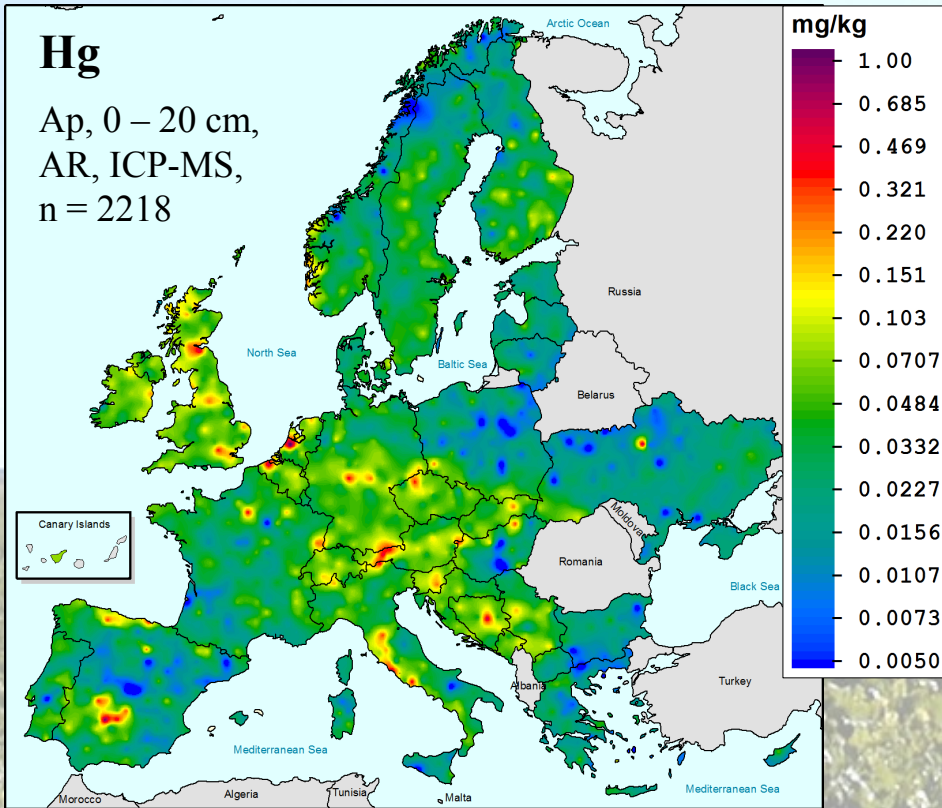 Hg
Ap, 0 – 20 cm,
AR, ICP-MS,
n = 2218
Arctic Ocean
Russia
North Sea
Baltic Sea
Belarus
Canary Islands
Moldova
Romania
Black Sea
Albania
Turkey
Mediterranean Sea
Mediterranean Sea
Morocco
Algeria
Tunisia
Malta
mg/kg
1.00
0.685
0.469
0.321
0.220
0.151
0.103
0.0707
0.0484
0.0332
0.0227
0.0156
0.0107
0.0073
0.0050